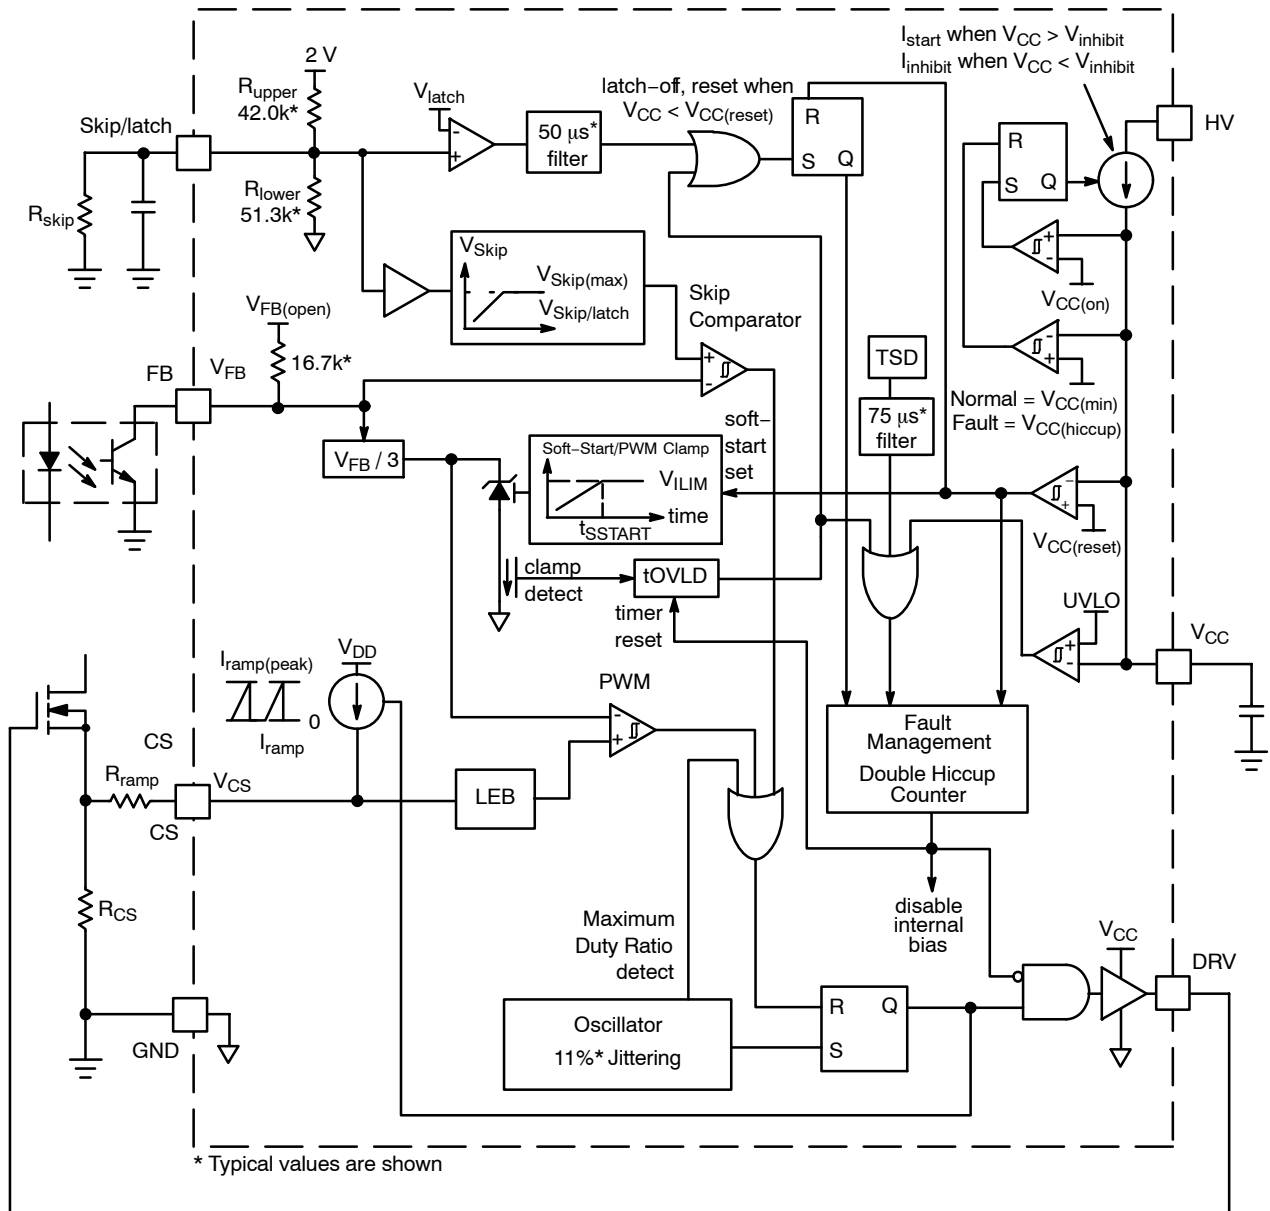 I_start when V_CC > V_inhibit
I_inhibit when V_CC < V_inhibit
2 V
R_upper
42.0k*
V_latch
latch−off, reset when
V_CC < V_CC(reset)
Skip/latch
-
+
50 µs*
filter
R
S
Q
HV
R
S
Q
R_skip
R_lower
51.3k*
+
-
V_CC(on)
V_Skip
V_Skip(max)
V_Skip/latch
Skip
Comparator
V_FB(open)
16.7k*
FB
V_FB
+
-
-
+
TSD
Normal = V_CC(min)
Fault = V_CC(hiccup)
75 µs*
filter
V_FB / 3
soft−
start
set
Soft−Start/PWM Clamp
V_ILIM
time
t_SSTART
-
+
V_CC(reset)
clamp
detect
tOVLD
timer
reset
UVLO
+
-
V_CC
I_ramp(peak)
0
I_ramp
V_DD
PWM
-
+
Fault
Management
Double Hiccup
Counter
CS
R_ramp
V_CS
CS
LEB
R_CS
disable
internal
bias
Maximum
Duty Ratio
detect
V_CC
DRV
GND
Oscillator
11%* Jittering
R
S
Q
* Typical values are shown